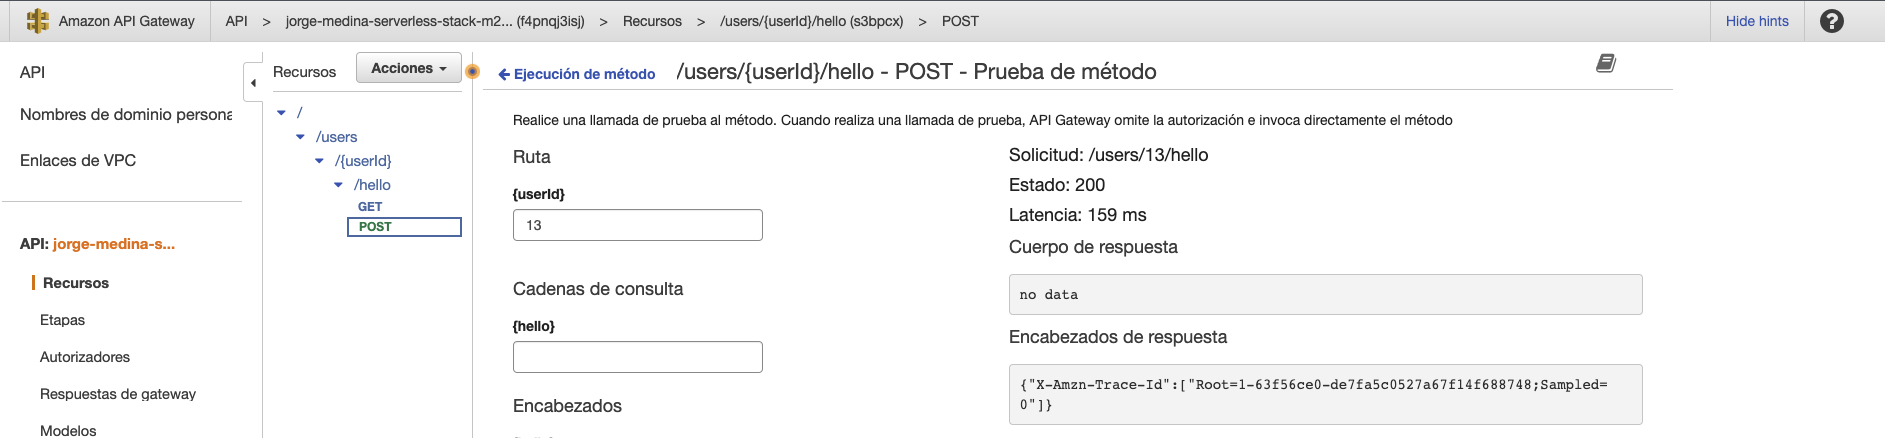 Amazon API Gateway
API > jorge-medina-serverless-stack-m2... (f4pnqj3isj) > Recursos > /users/{userId}/hello (s3bpcx) > POST
Hide hints
?
API
Nombres de dominio persona
Enlaces de VPC
API: jorge-medina-s...
Recursos
Etapas
Autorizadores
Respuestas de gateway
Modelos
Recursos
Acciones
/
/users
/{userId}
/hello
GET
POST
Ejecución de método
/users/{userId}/hello - POST - Prueba de método
Realice una llamada de prueba al método. Cuando realiza una llamada de prueba, API Gateway omite la autorización e invoca directamente el método
Ruta
{userId}
13
Cadenas de consulta
{hello}
Encabezados
Solicitud: /users/13/hello
Estado: 200
Latencia: 159 ms
Cuerpo de respuesta
no data
Encabezados de respuesta
{"X-Amzn-Trace-Id":["Root=1-63f56ce0-de7fa5c0527a67f14f688748;Sampled=
0"]}